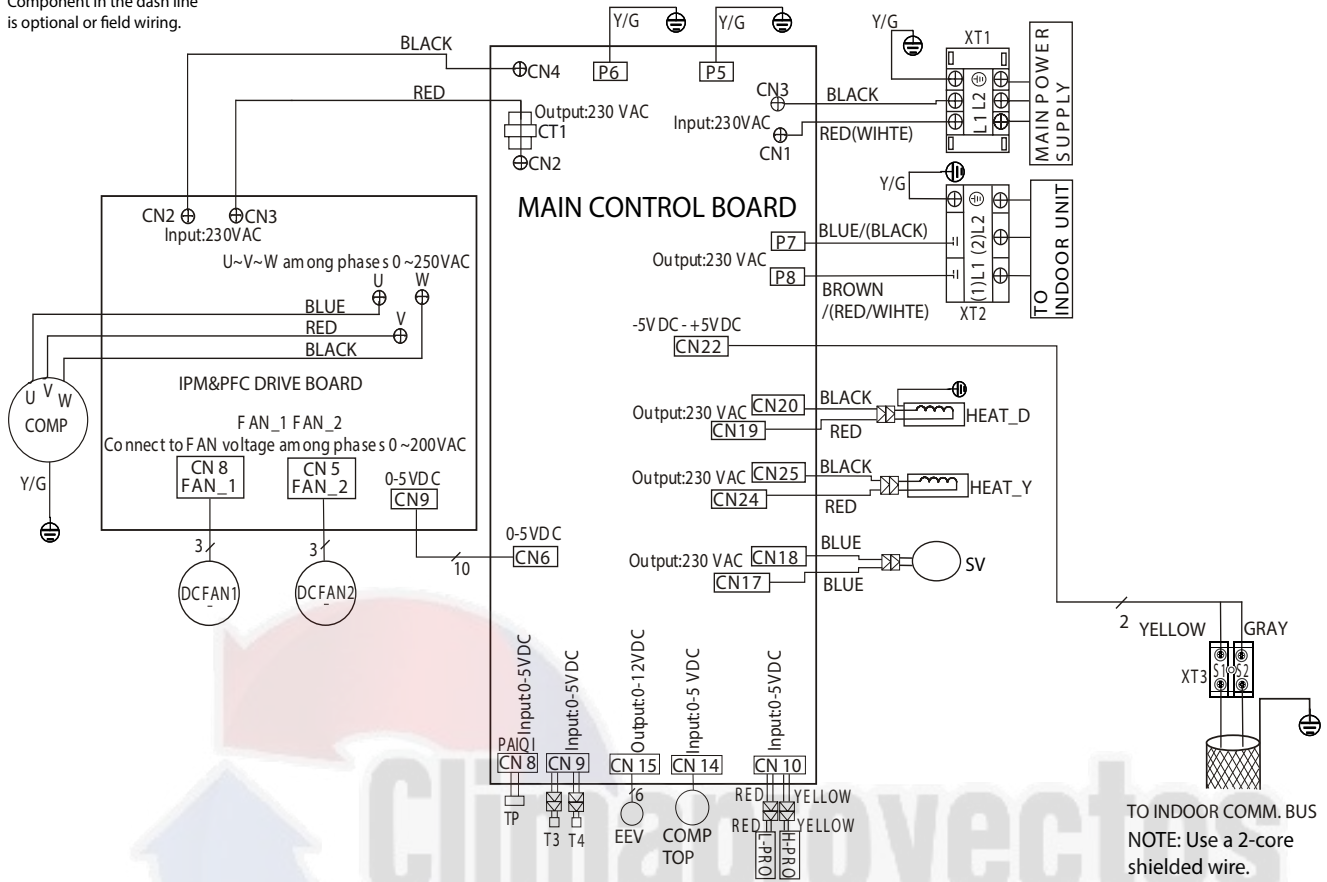 Component in the dash line
is optional or field wiring.
BLACK
RED
Y/G
Y/G
Y/G
CN4
P6
P5
CN3
BLACK
XT1
L1 L2
MAIN POWER
SUPPLY
Output:230 VAC
CT1
CN2
Input:230VAC
CN1
RED(WIHTE)
Y/G
MAIN CONTROL BOARD
CN2
CN3
Input:230VAC
U~V~W among phases 0 ~250VAC
U
W
V
BLUE
RED
BLACK
P7
BLUE/(BLACK)
Output:230 VAC
P8
BROWN
/(RED/WIHTE)
(1)L1 (2)L2
XT2
TO
INDOOR UNIT
-5V DC - +5V DC
CN22
IPM&PFC DRIVE BOARD
U V W
COMP
Y/G
FAN_1 FAN_2
Connect to FAN voltage among phases 0 ~200VAC
CN 8
FAN_1
CN 5
FAN_2
0-5VDC
CN9
3
3
10
DCFAN1
DCFAN2
0-5VDC
CN6
Output:230 VAC
CN20
BLACK
CN19
RED
HEAT_D
Output:230 VAC
CN25
BLACK
CN24
RED
HEAT_Y
Output:230 VAC
CN18
BLUE
CN17
BLUE
SV
2
YELLOW
GRAY
XT3
S1
S2
Input:0-5VDC
Input:0-5VDC
Output:0-12VDC
Input:0-5 VDC
Input:0-5VDC
PAIQI
CN 8
CN 9
CN 15
CN 14
CN 10
TP
T3
T4
6
EEV
COMP
TOP
RED
YELLOW
RED
YELLOW
L-PRO
H-PRO
TO INDOOR COMM. BUS
NOTE: Use a 2-core
shielded wire.
Climaproyectos